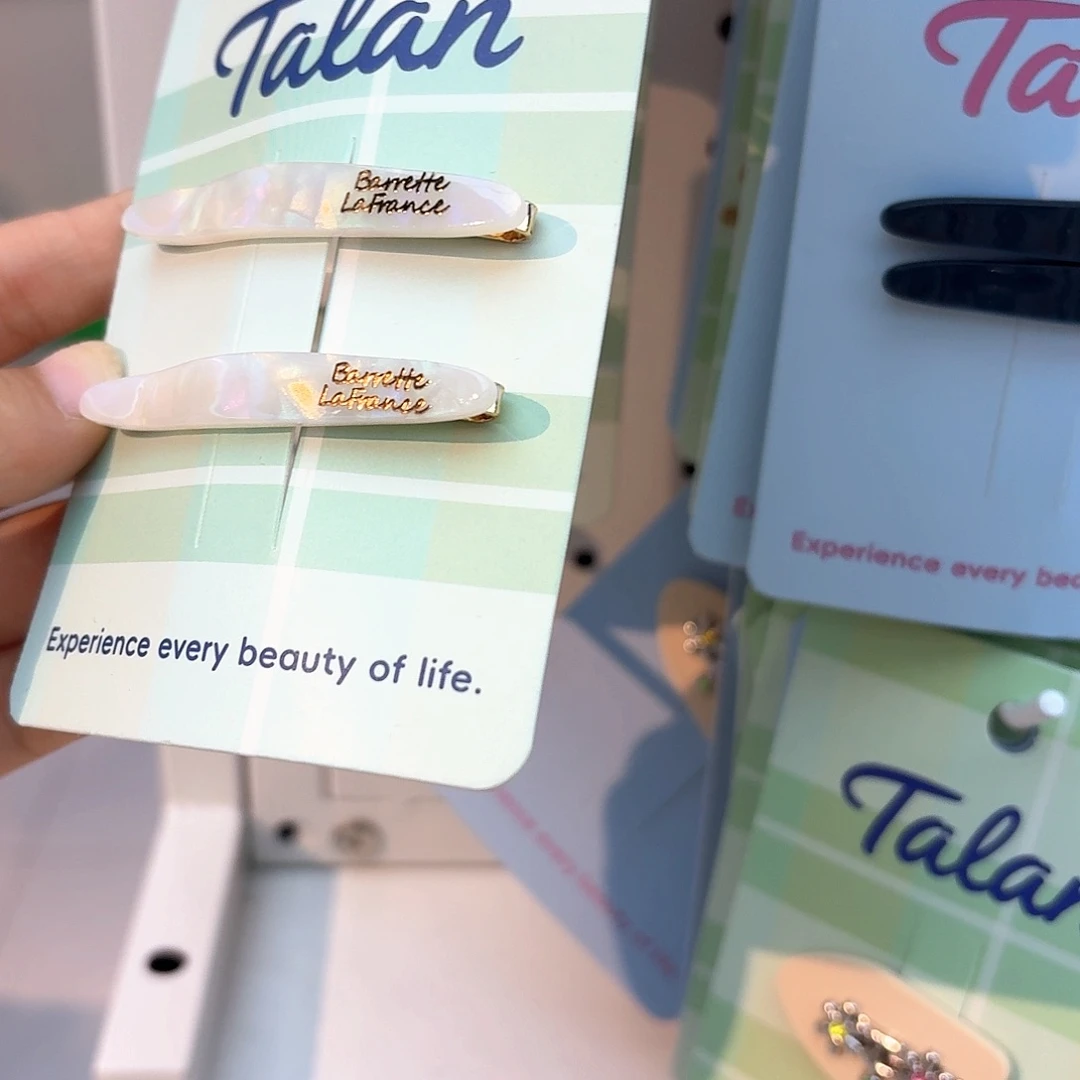 Talan
Barrette
LaFrance
Barrette
LaFrance
Experience every beauty of life.
Ta
Experience every bea
Talan